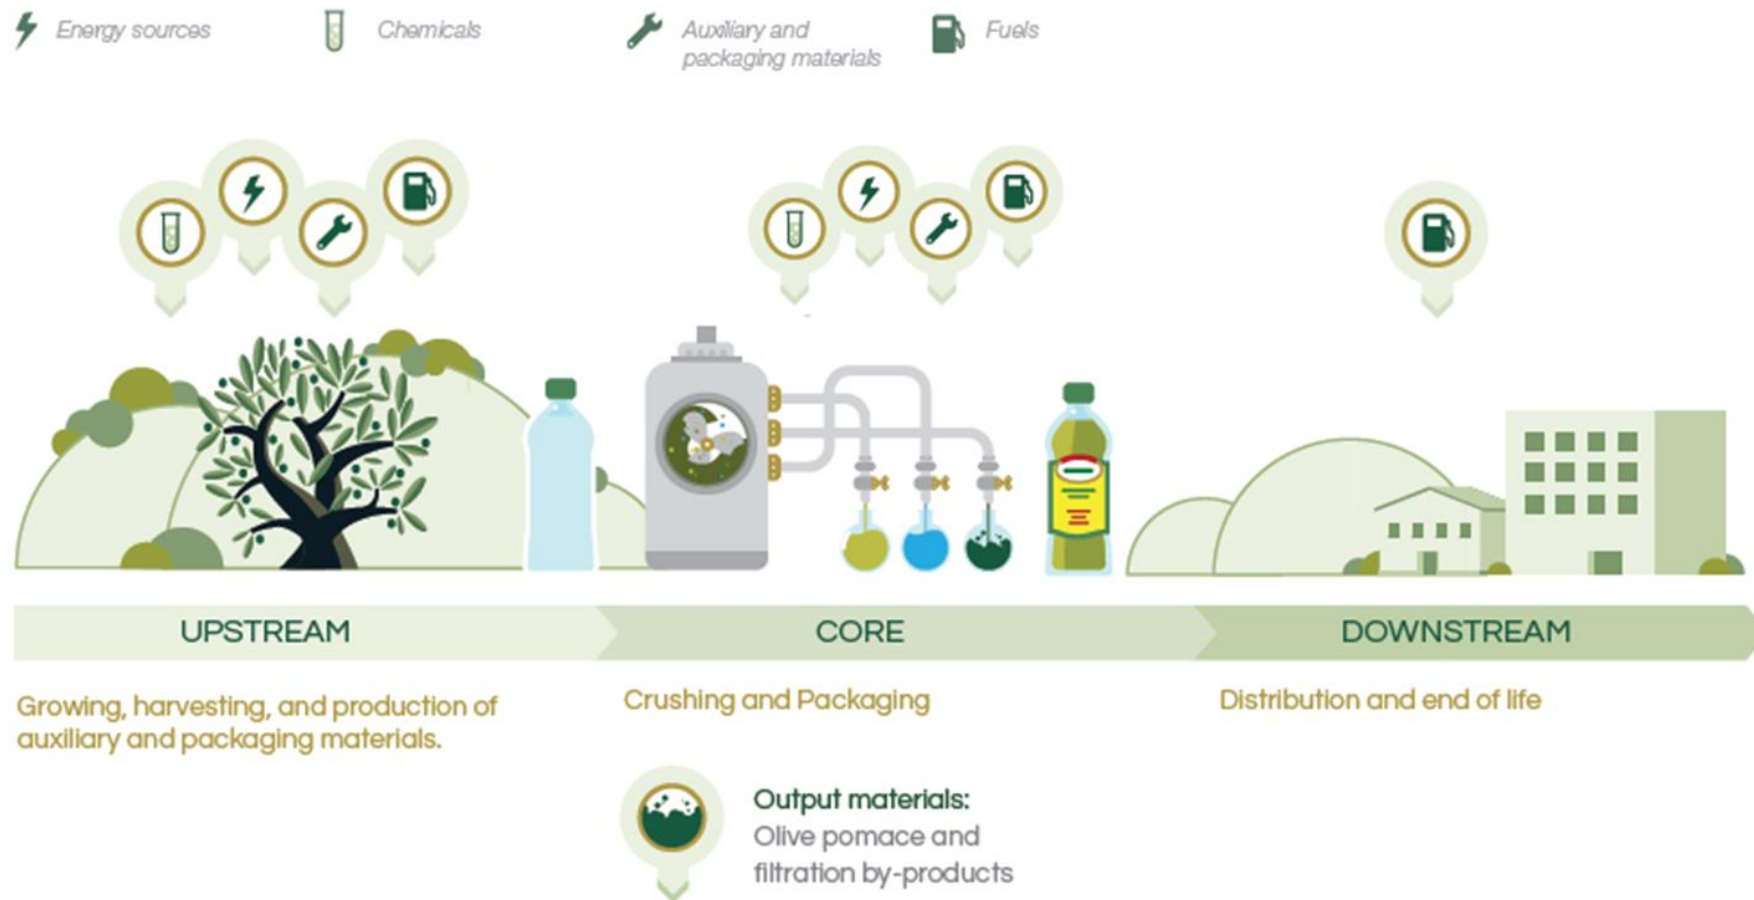 Energy sources
Chemicals
Auxiliary and
packaging materials
Fuels
UPSTREAM
CORE
DOWNSTREAM
Growing, harvesting, and production of
auxiliary and packaging materials.
Crushing and Packaging
Distribution and end of life
Output materials:
Olive pomace and
filtration by-products